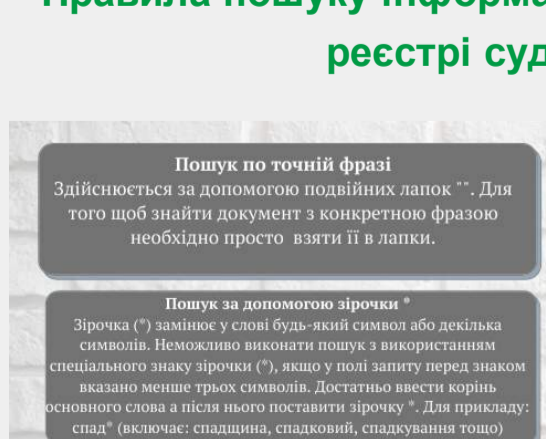 Правила пошуку
реєстрі суд
Пошук по точній фразі
Здійснюється за допомогою подвійних лапок "". Для
того щоб знайти документ з конкретною фразою
необхідно просто взяти її в лапки.
Пошук за допомогою зірочки *
Зірочка (*) замінює у слові будь-який символ або декілька
символів. Неможливо виконати пошук з використанням
спеціального знаку зірочки (*), якщо у полі запиту перед знаком
вказано менше трьох символів. Достатньо ввести корінь
основного слова а після нього поставити зірочку *. Для прикладу:
спад* (включає: спадщина, спадковий, спадкування тощо)